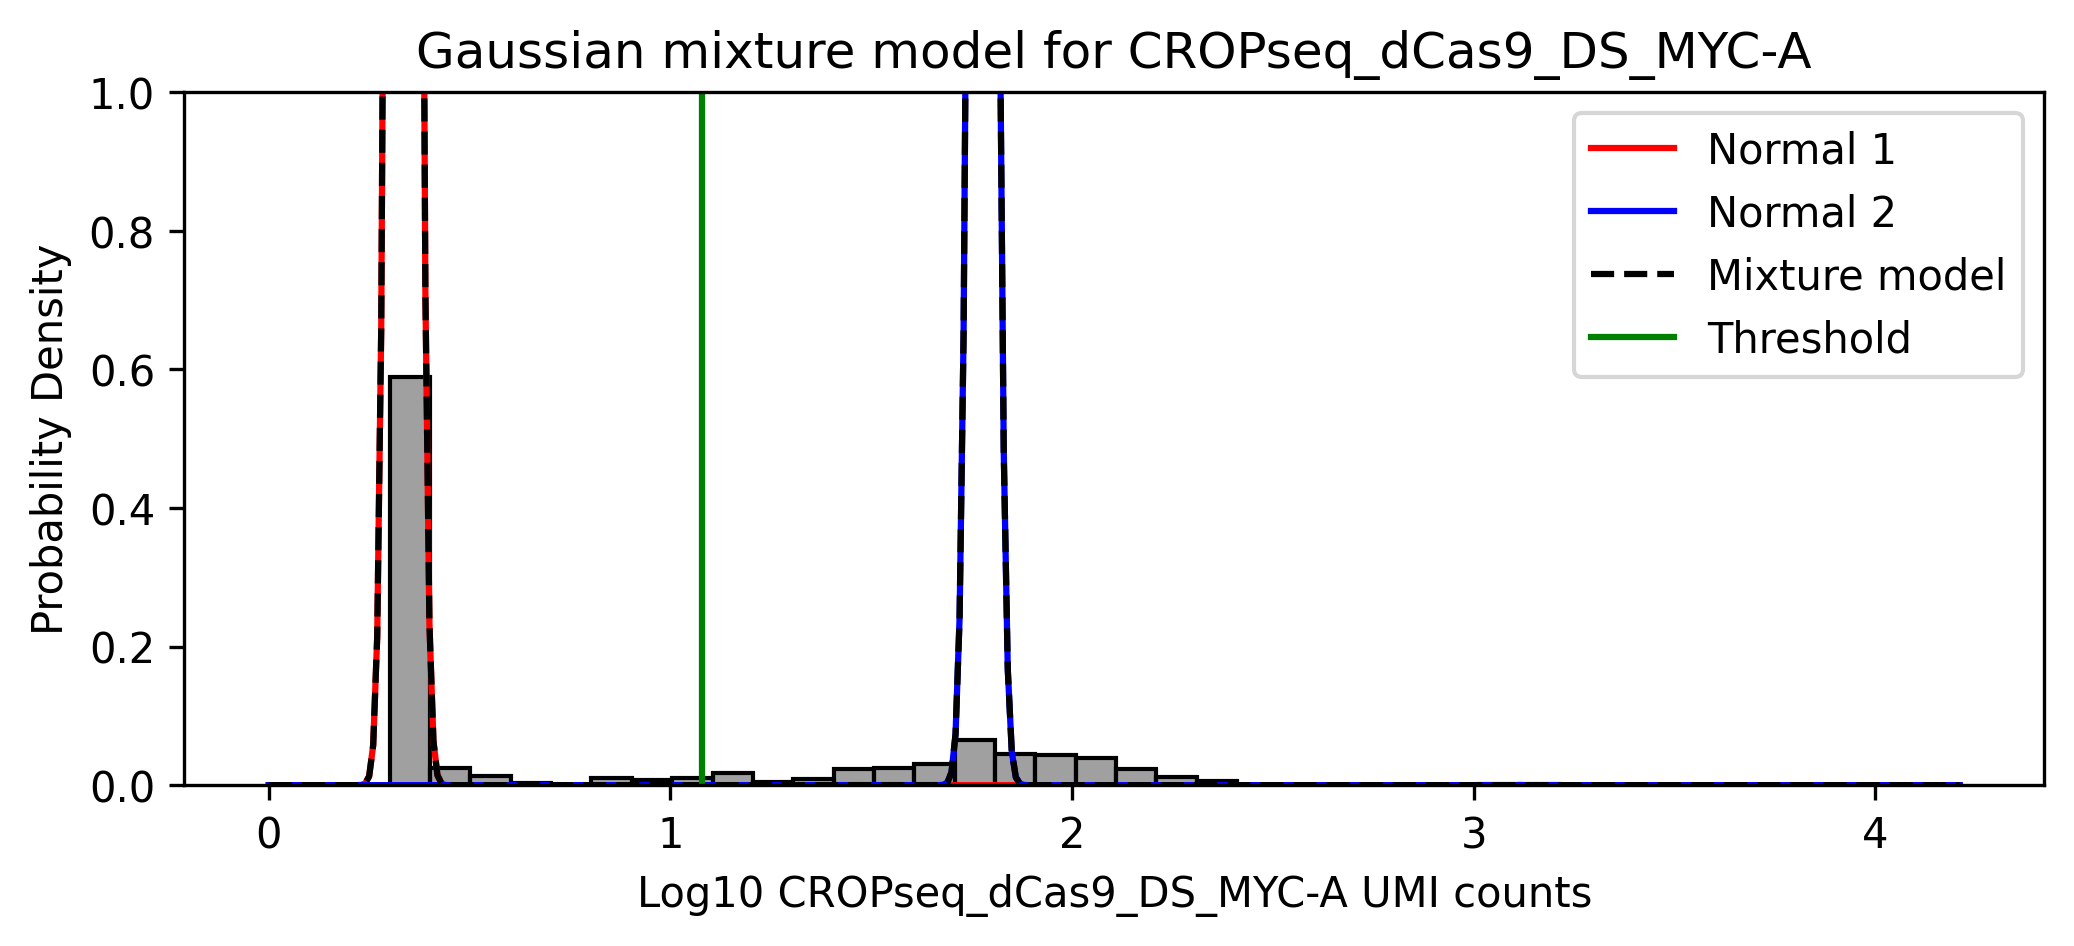 Gaussian mixture model for CROPseq_dCas9_DS_MYC-A
1.0
0.8
0.6
0.4
0.2
0.0
Probability Density
Normal 1
Normal 2
Mixture model
Threshold
0 1 2 3 4
Log10 CROPseq_dCas9_DS_MYC-A UMI counts